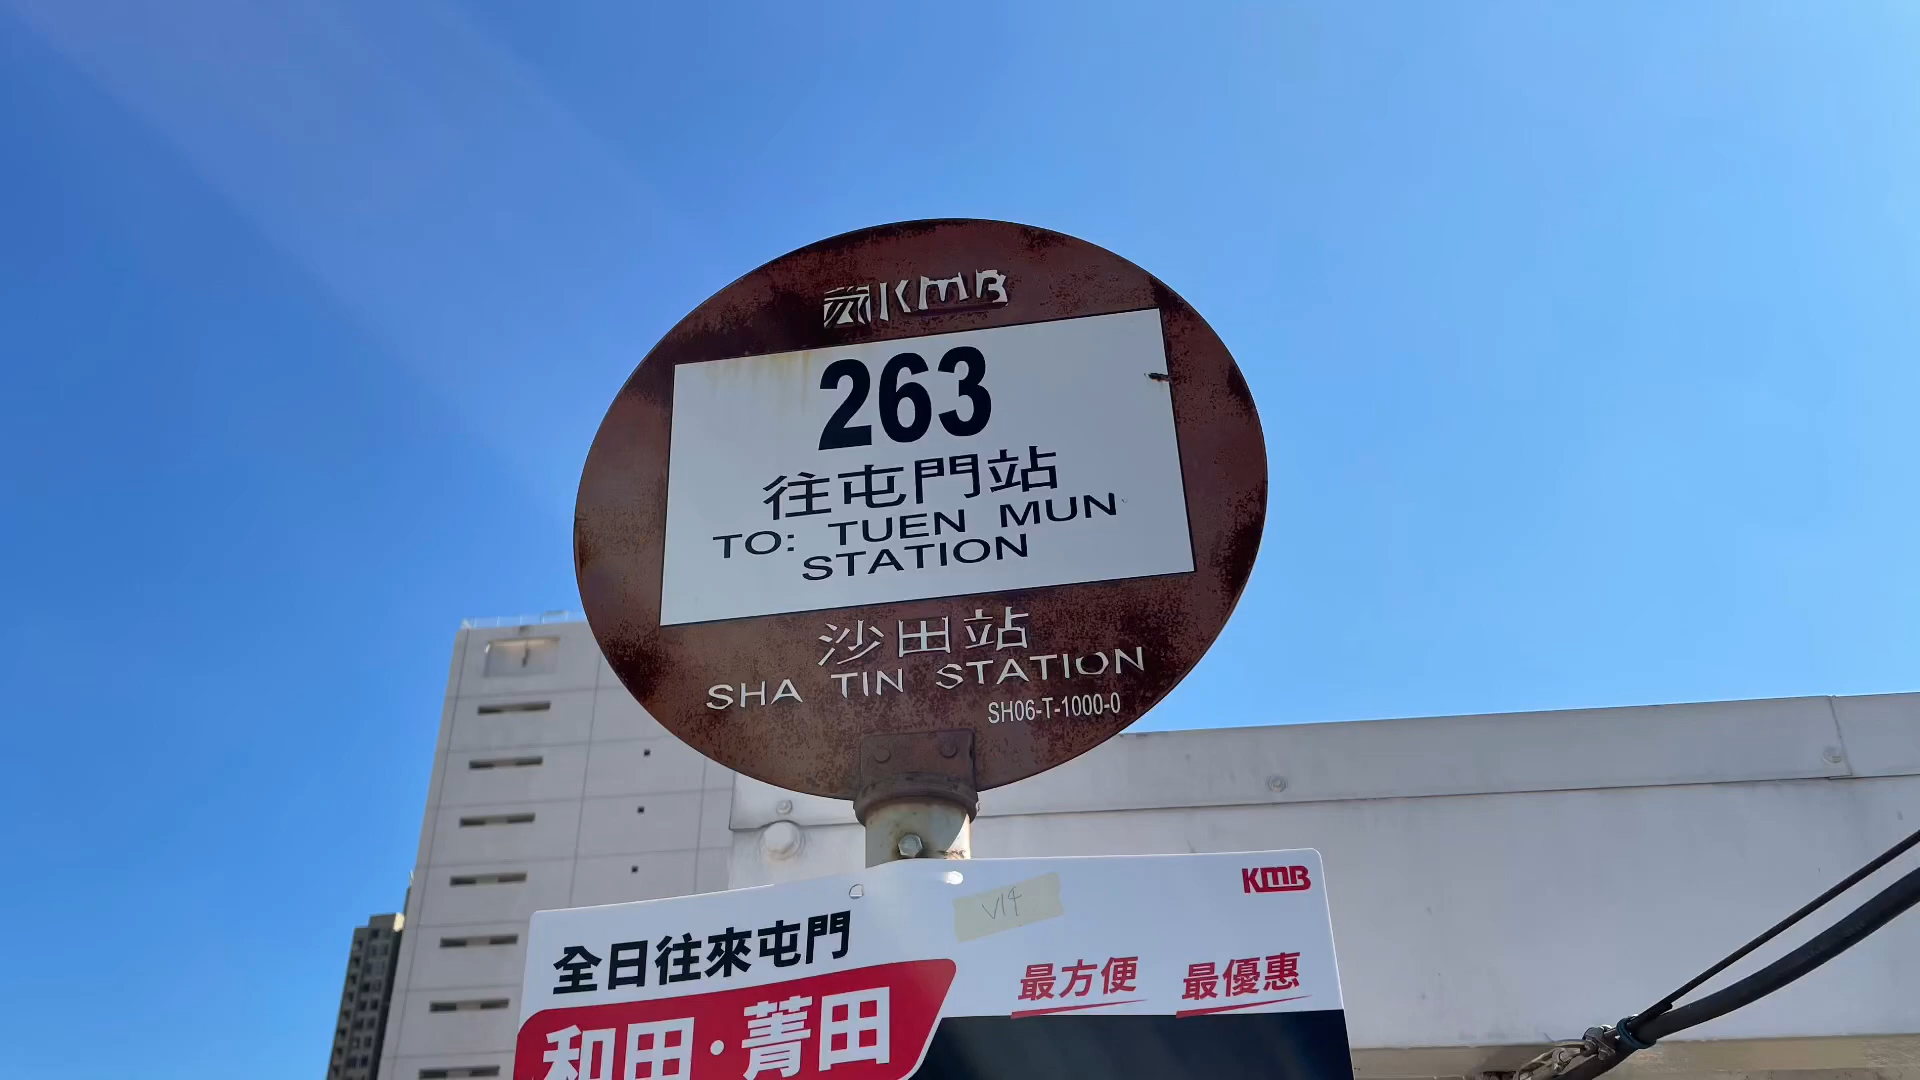 KMB
263
往屯門站
TO: TUEN MUN
STATION
沙田站
SHA TIN STATION
SH06-T-1000-0
KMB
V14
全日往來屯門
最方便 最優惠
和田·菁田